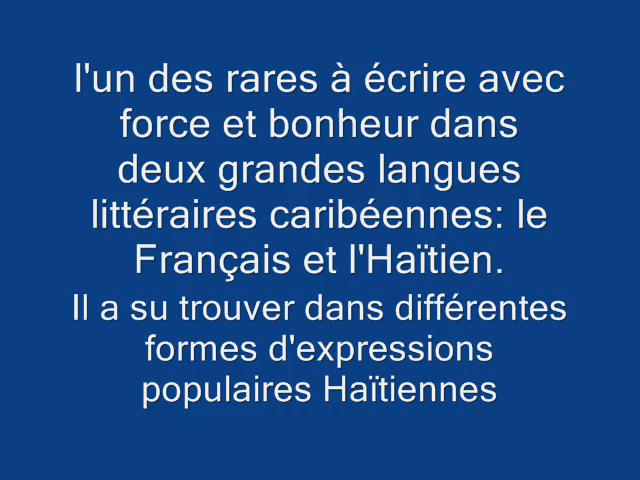 l'un des rares à écrire avec
force et bonheur dans
deux grandes langues
littéraires caribéennes: le
Français et l'Haïtien.
Il a su trouver dans différentes
formes d'expressions
populaires Haïtiennes